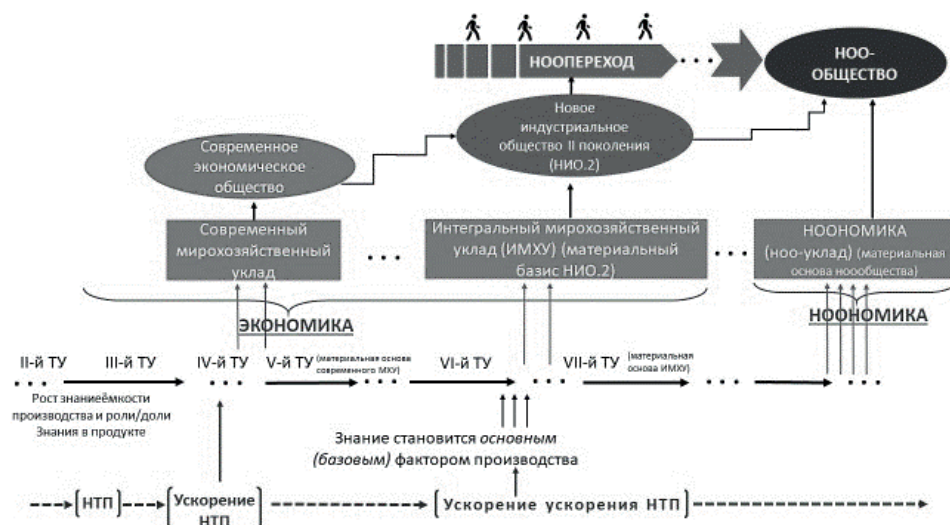 НООПЕРЕХОД
НОО-
ОБЩЕСТВО
Новое
индустриальное
общество II поколения
(НИО.2)
Современное
экономическое
общество
Современный
мирохозяйственный
уклад
Интегральный мирохозяйственный
уклад (ИМХУ) (материальный
базис НИО.2)
НООНОМИКА
(ноо-уклад) (материальная
основа ноообщества)
ЭКОНОМИКА
НООНОМИКА
II-й ТУ
III-й ТУ
IV-й ТУ
V-й ТУ
(материальная основа
современного МХУ)
VI-й ТУ
VII-й ТУ
(материальная
основа ИМХУ)
Рост знаниеёмкости
производства и роли/доли
Знания в продукте
Знание становится основным
(базовым) фактором производства
НТП
Ускорение
НТП
Ускорение ускорения НТП